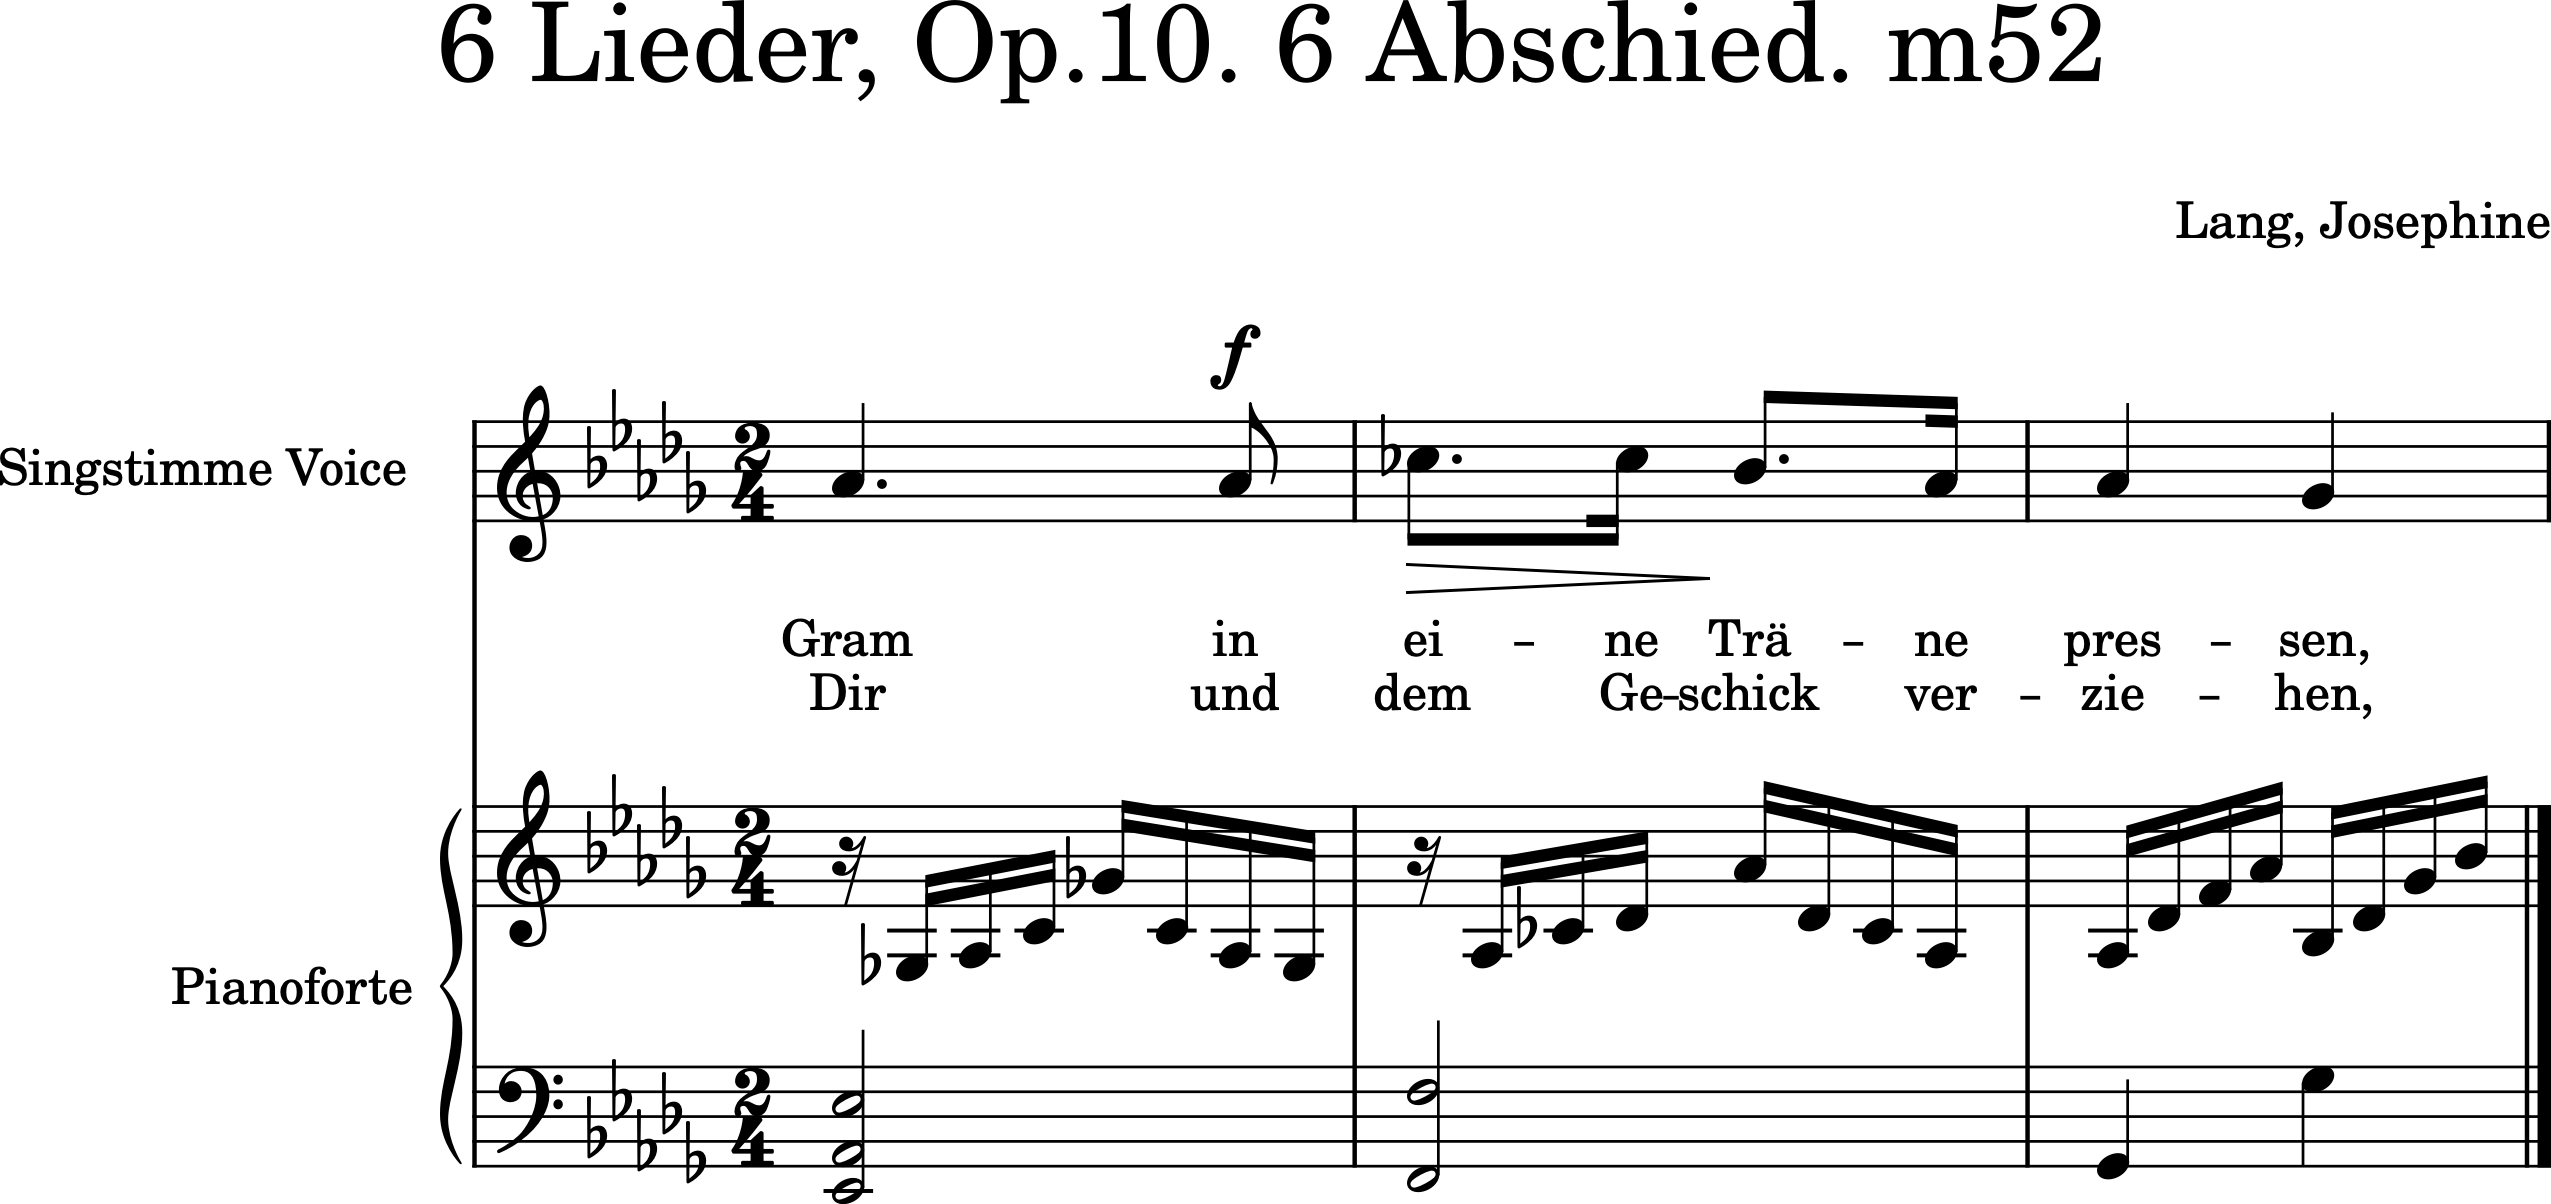 6 Lieder, Op.10. 6 Abschied. m52
Lang, Josephine
f
Singstimme Voice
Gram in ei - ne Trä - ne pres - sen,
Dir und dem Ge-schick ver - zie - hen,
Pianoforte